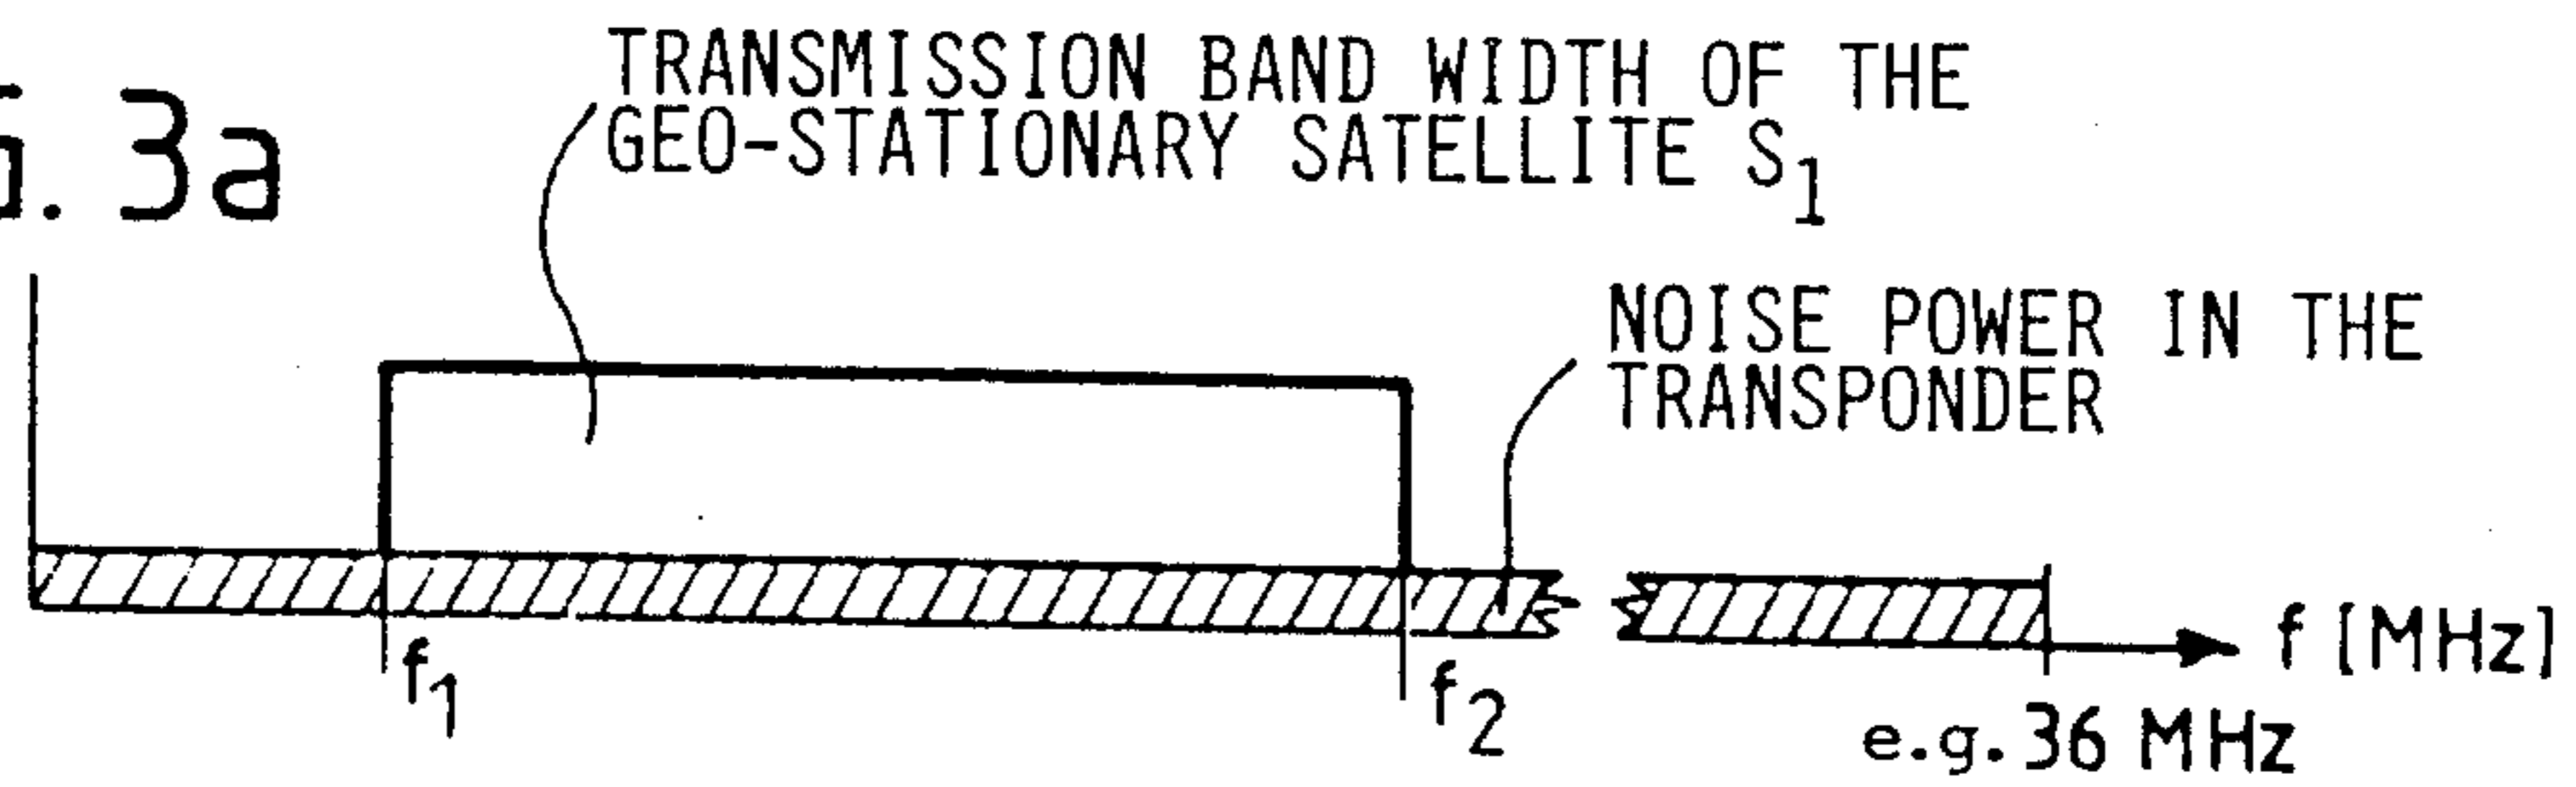 G. 3a
TRANSMISSION BAND WIDTH OF THE
GEO-STATIONARY SATELLITE S1
NOISE POWER IN THE
TRANSPONDER
f1
f2
f [MHz]
e.g. 36 MHz